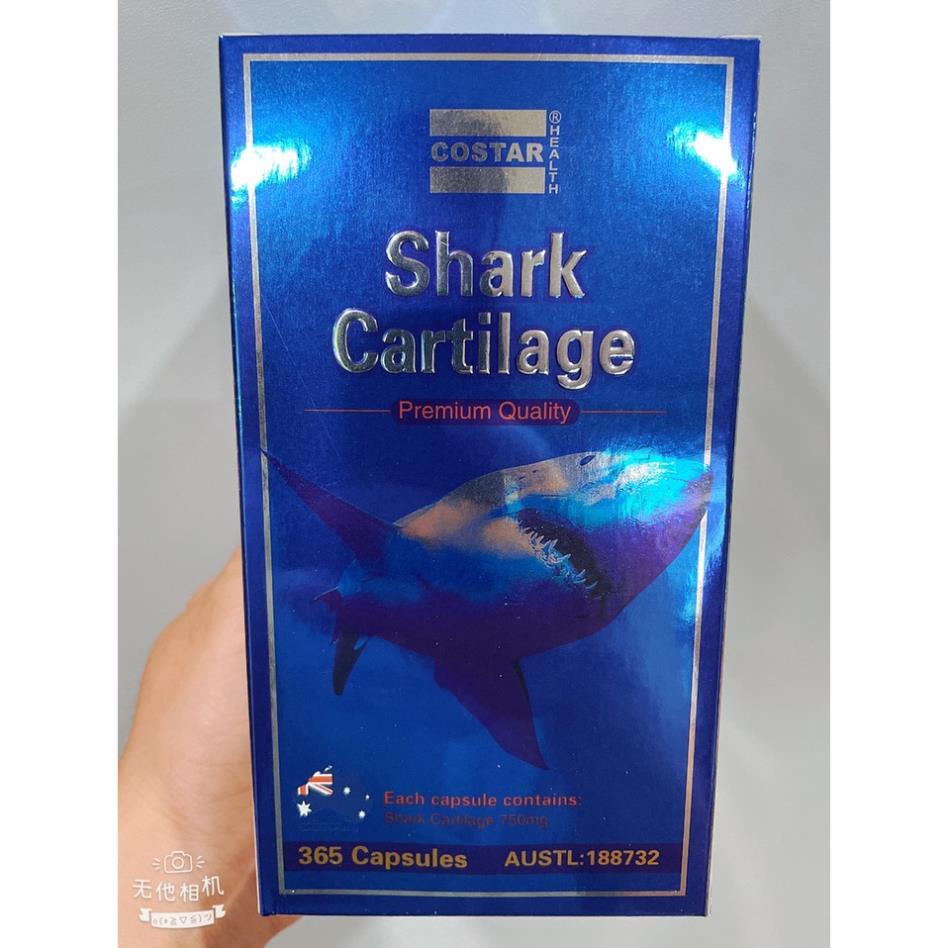 COSTAR
®HEALTH
Shark
Cartilage
Premium Quality
Each capsule contains:
Shark Cartilage 750mg
365 Capsules AUSTL:188732
无他相机